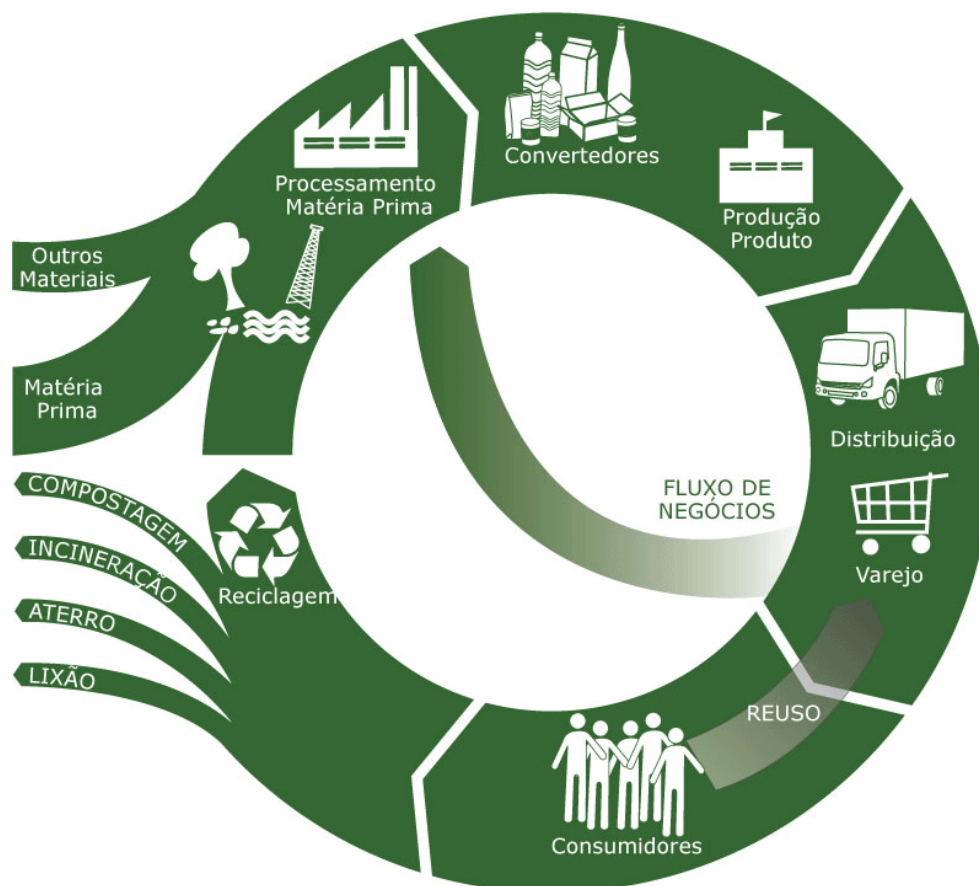 Convertedores
Processamento
Matéria Prima
Produção
Produto
Outros
Materiais
Matéria
Prima
Distribuição
COMPOSTAGEM
FLUXO DE
NEGÓCIOS
INCINERAÇÃO
Reciclagem
Varejo
ATERRO
LIXÃO
REUSO
Consumidores